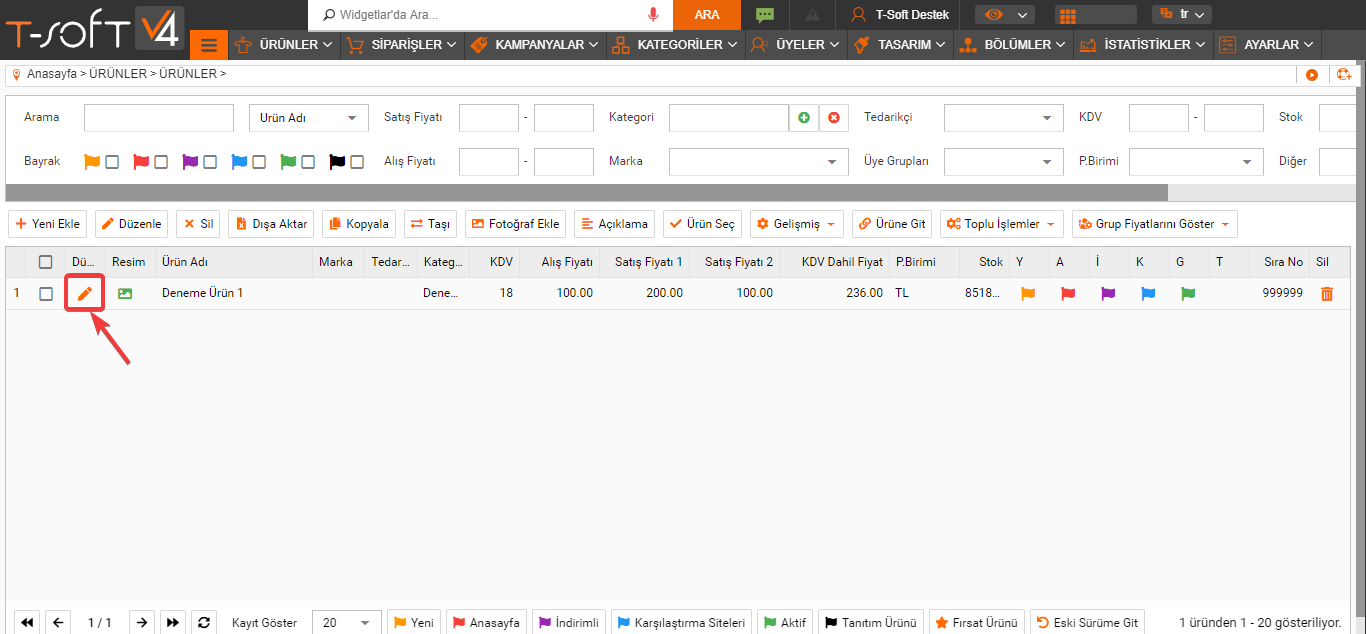 T-SOFT V4
Widgetlar'da Ara...
ARA
T-Soft Destek
tr
ÜRÜNLER
SİPARİŞLER
KAMPANYALAR
KATEGORİLER
ÜYELER
TASARIM
BÖLÜMLER
İSTATİSTİKLER
AYARLAR
Anasayfa > ÜRÜNLER > ÜRÜNLER >
Arama
Ürün Adı
Satış Fiyatı
-
Kategori
Tedarikçi
KDV
-
Stok
Bayrak
Alış Fiyatı
-
Marka
Üye Grupları
P.Birimi
Diğer
Yeni Ekle
Düzenle
Sil
Dışa Aktar
Kopyala
Taşı
Fotoğraf Ekle
Açıklama
Ürün Seç
Gelişmiş
Ürüne Git
Toplu İşlemler
Grup Fiyatlarını Göster
Dü... Resim Ürün Adı Marka Tedar... Kateg... KDV Alış Fiyatı Satış Fiyatı 1 Satış Fiyatı 2 KDV Dahil Fiyat P.Birimi Stok Y A İ K G T Sıra No Sil
1 Deneme Ürün 1 Dene... 18 100.00 200.00 100.00 236.00 TL 8518... 999999
1 / 1
Kayıt Göster
20
Yeni
Anasayfa
İndirimli
Karşılaştırma Siteleri
Aktif
Tanıtım Ürünü
Fırsat Ürünü
Eski Sürüme Git
1 üründen 1 - 20 gösteriliyor.